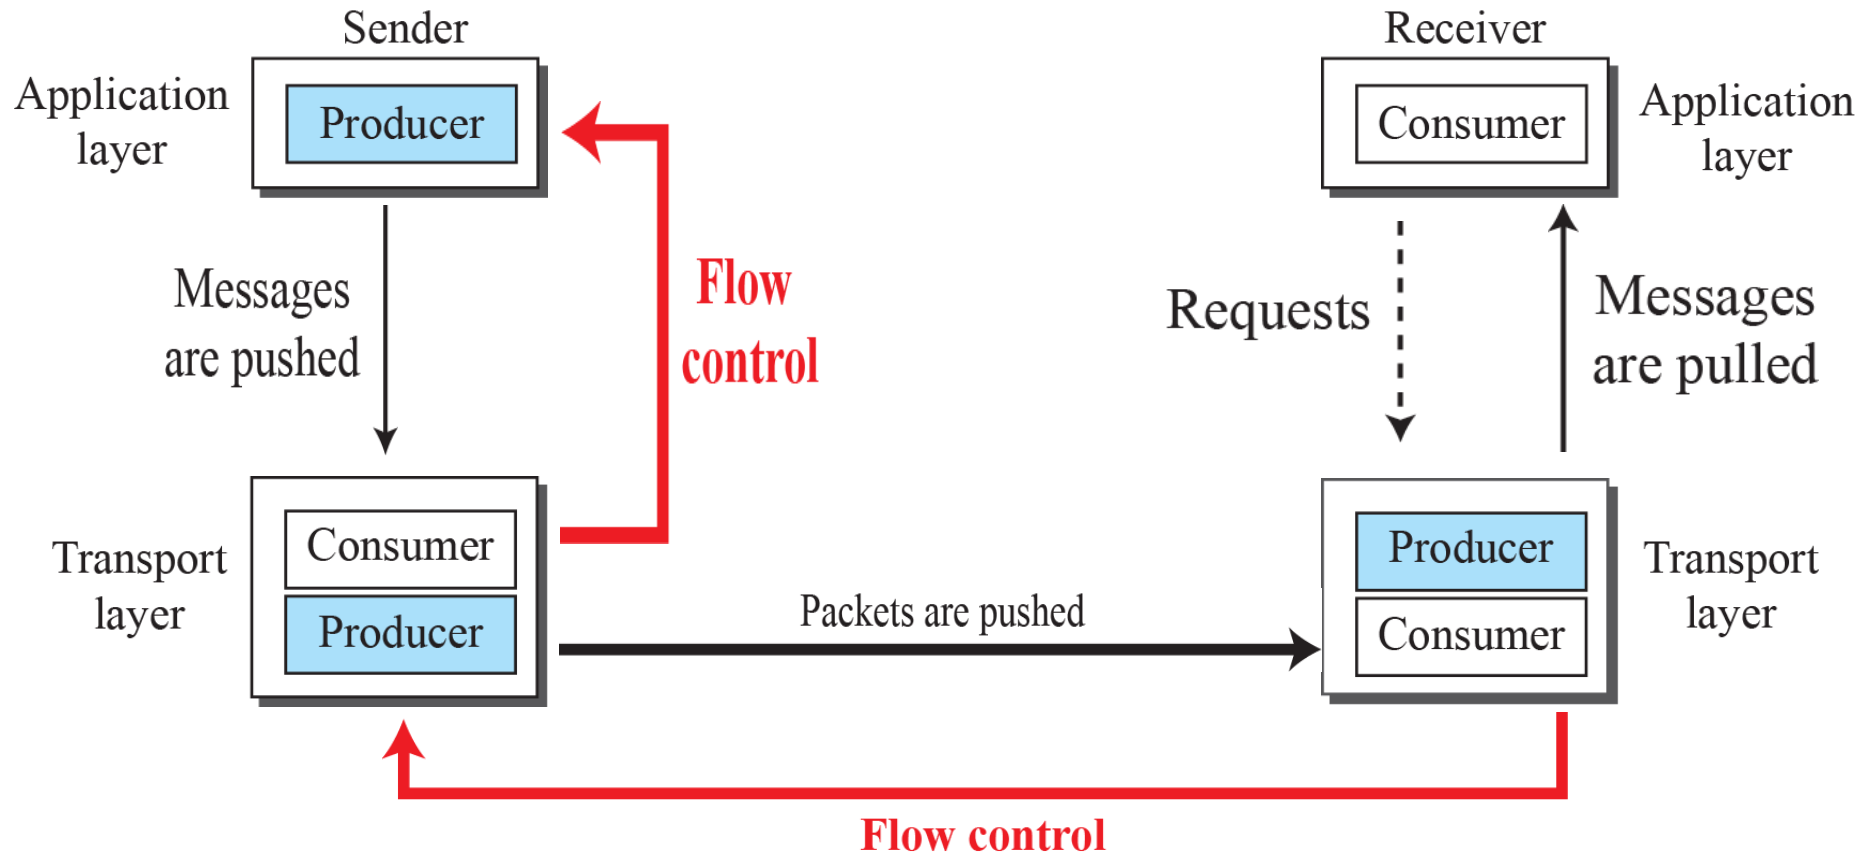 Sender
Receiver
Application
layer
Producer
Consumer
Application
layer
Messages
are pushed
Flow
control
Requests
Messages
are pulled
Transport
layer
Consumer
Producer
Packets are pushed
Producer
Consumer
Transport
layer
Flow control